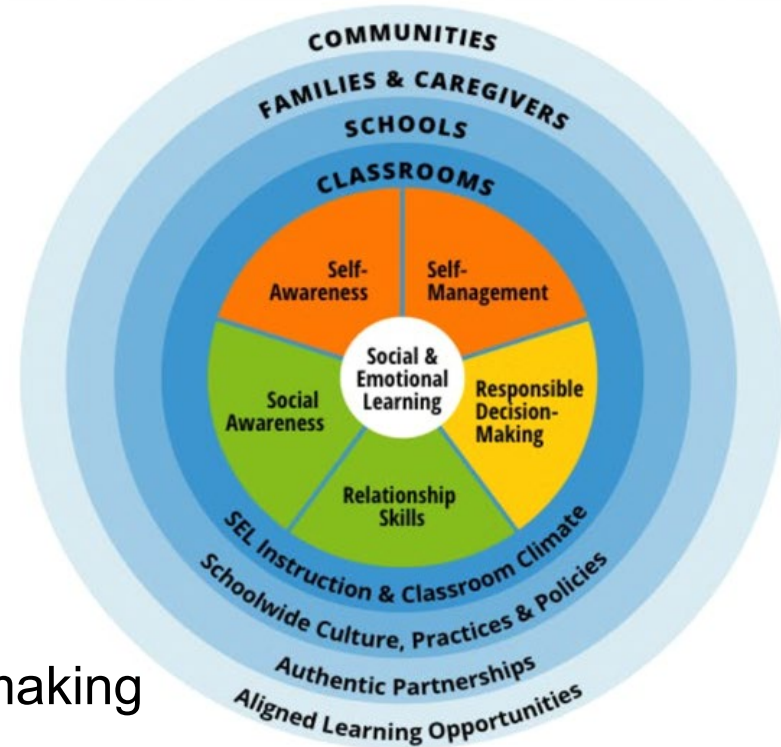 COMMUNITIES
FAMILIES & CAREGIVERS
SCHOOLS
CLASSROOMS
Self-
Awareness
Self-
Management
Social &
Emotional
Learning
Social
Awareness
Responsible
Decision-
Making
Relationship
Skills
SEL Instruction & Classroom Climate
Schoolwide Culture, Practices & Policies
Authentic Partnerships
Aligned Learning Opportunities